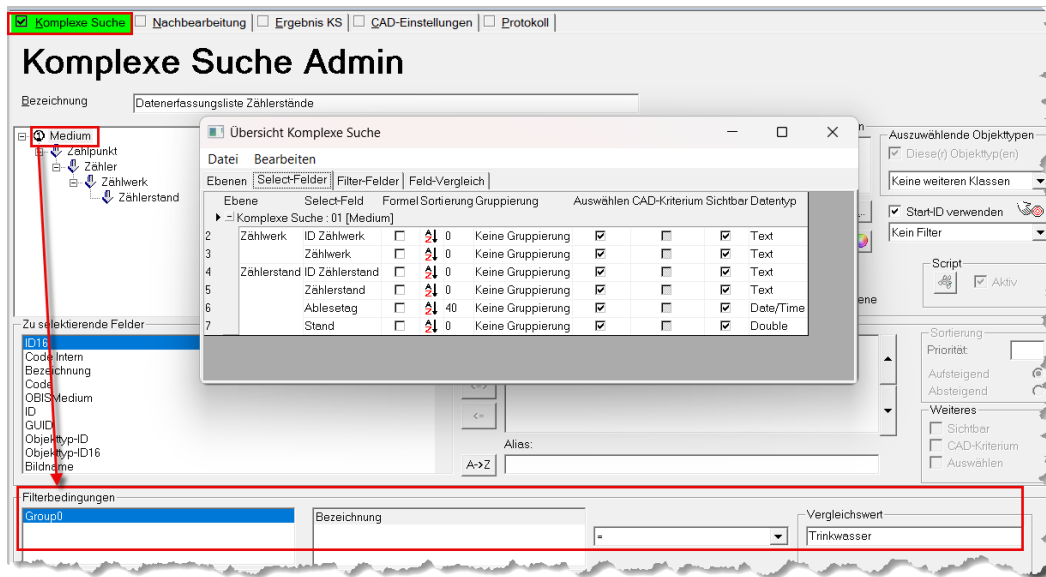 Komplexe Suche Nachbearbeitung Ergebnis KS CAD-Einstellungen Protokoll
Komplexe Suche Admin
Bezeichnung Datenerfassungsliste Zählerstände
Medium
Zählpunkt
Zähler
Zählwerk
Zählerstand
Übersicht Komplexe Suche
Datei Bearbeiten
Ebenen Select-Felder Filter-Felder Feld-Vergleich
Ebene Select-Feld Formel Sortierung Gruppierung Auswählen CAD-Kriterium Sichtbar Datentyp
Komplexe Suche : 01 [Medium]
2 Zählwerk ID Zählwerk 0 Keine Gruppierung Text
3 Zählwerk 0 Keine Gruppierung Text
4 Zählerstand ID Zählerstand 0 Keine Gruppierung Text
5 Zählerstand 0 Keine Gruppierung Text
6 Ablesetag 40 Keine Gruppierung Date/Time
7 Stand 0 Keine Gruppierung Double
Auszuwählende Objekttypen
Diese(r) Objekttyp(en)
Keine weiteren Klassen
Start-ID verwenden
Kein Filter
Script
Aktiv
Zu selektierende Felder
ID16
Code Intern
Bezeichnung
Code
OBISMedium
ID
GUID
Objekttyp-ID
Objekttyp-ID16
Bildname
<=
Alias:
A->Z
Sortierung
Priorität:
Aufsteigend
Absteigend
Weiteres
Sichtbar
CAD-Kriterium
Auswählen
Filterbedingungen
Group0 Bezeichnung = Vergleichswert
Trinkwasser